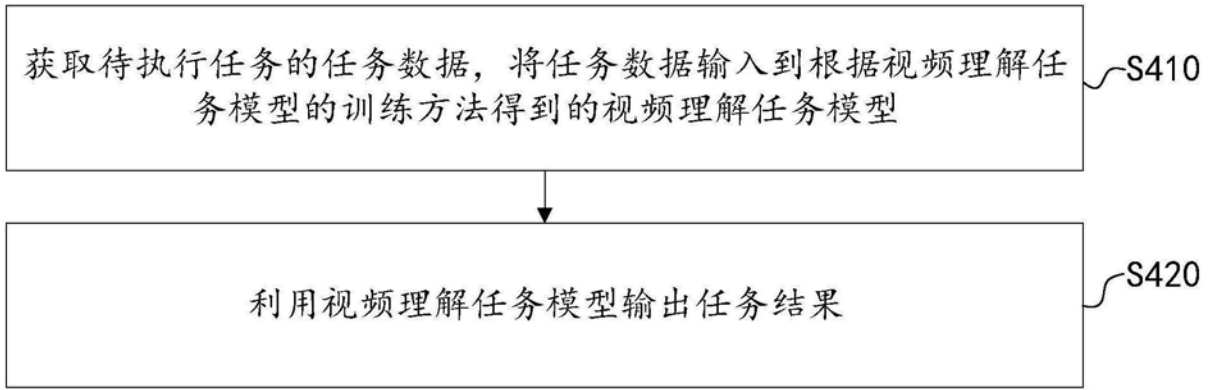 获取待执行任务的任务数据，将任务数据输入到根据视频理解任
务模型的训练方法得到的视频理解任务模型
S410
利用视频理解任务模型输出任务结果
S420